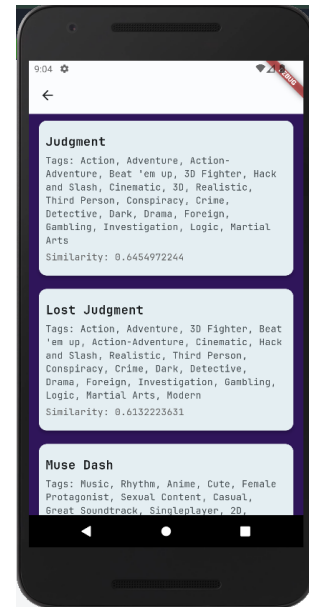 9:04
DEBUG
Judgment
Tags: Action, Adventure, Action-
Adventure, Beat 'em up, 3D Fighter, Hack
and Slash, Cinematic, 3D, Realistic,
Third Person, Conspiracy, Crime,
Detective, Dark, Drama, Foreign,
Gambling, Investigation, Logic, Martial
Arts
Similarity: 0.6454972244
Lost Judgment
Tags: Action, Adventure, 3D Fighter, Beat
'em up, Action-Adventure, Cinematic, Hack
and Slash, Realistic, Third Person,
Conspiracy, Crime, Dark, Detective,
Drama, Foreign, Investigation, Gambling,
Logic, Martial Arts, Modern
Similarity: 0.6132223631
Muse Dash
Tags: Music, Rhythm, Anime, Cute, Female
Protagonist, Sexual Content, Casual,
Great Soundtrack, Singleplayer, 2D,